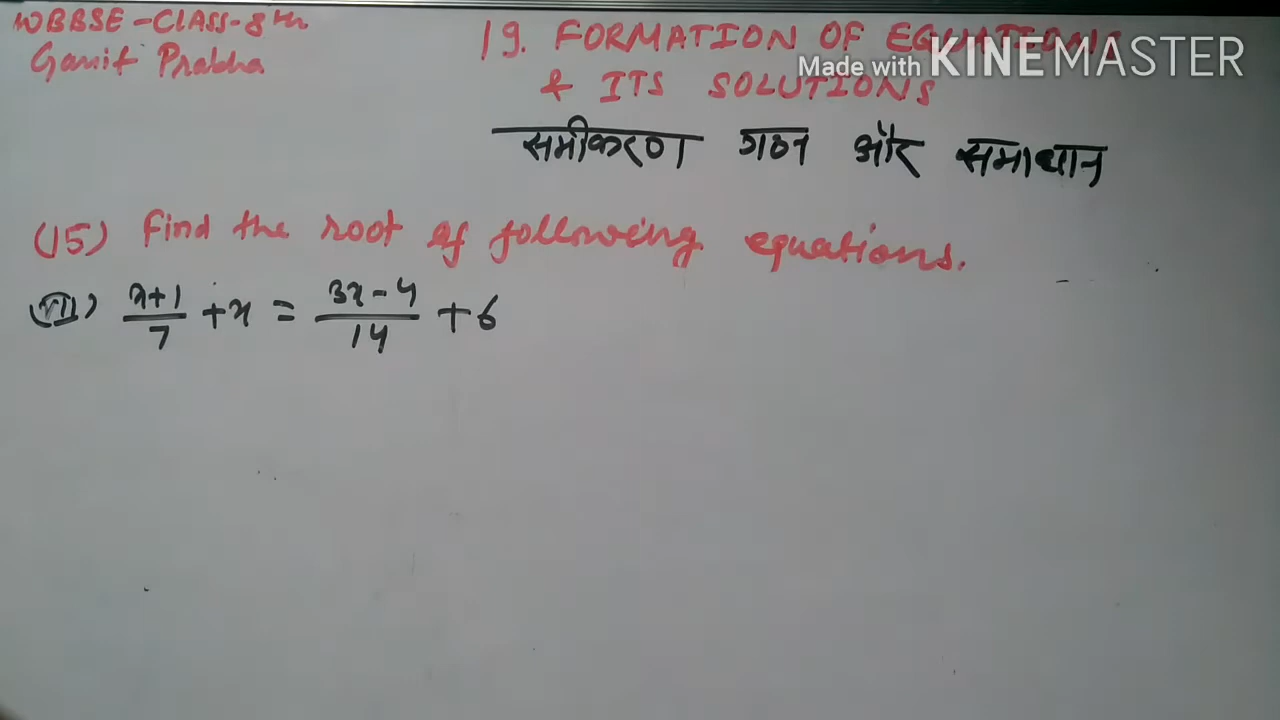 WBBSE-CLASS-8th
Ganit Prabha
19. FORMATION OF EQUATIONS
& ITS SOLUTIONS
Made with KINEMASTER
समीकरण गठन और समाधान
(15) Find the root of following equations.
(VII) (x+1)/7 + x = (3x-4)/14 + 6